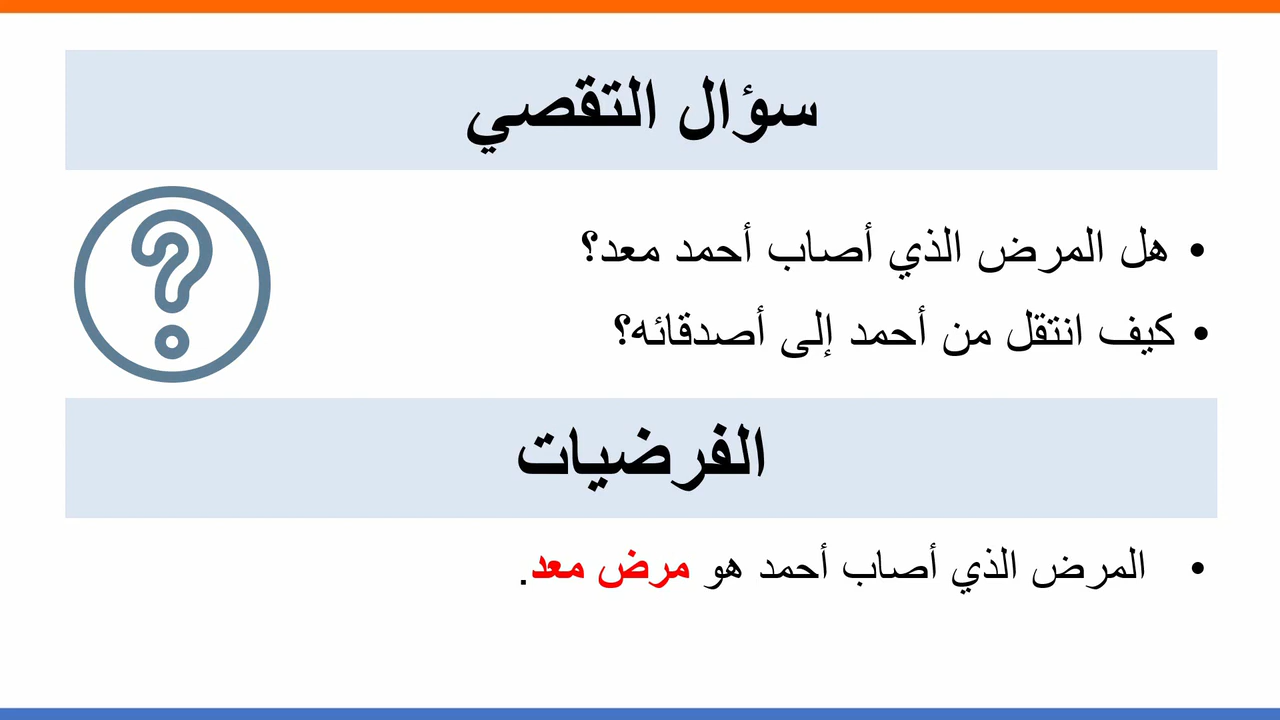 سؤال التقصي
• هل المرض الذي أصاب أحمد معد؟
• كيف انتقل من أحمد إلى أصدقائه؟
الفرضيات
• المرض الذي أصاب أحمد هو مرض معد.